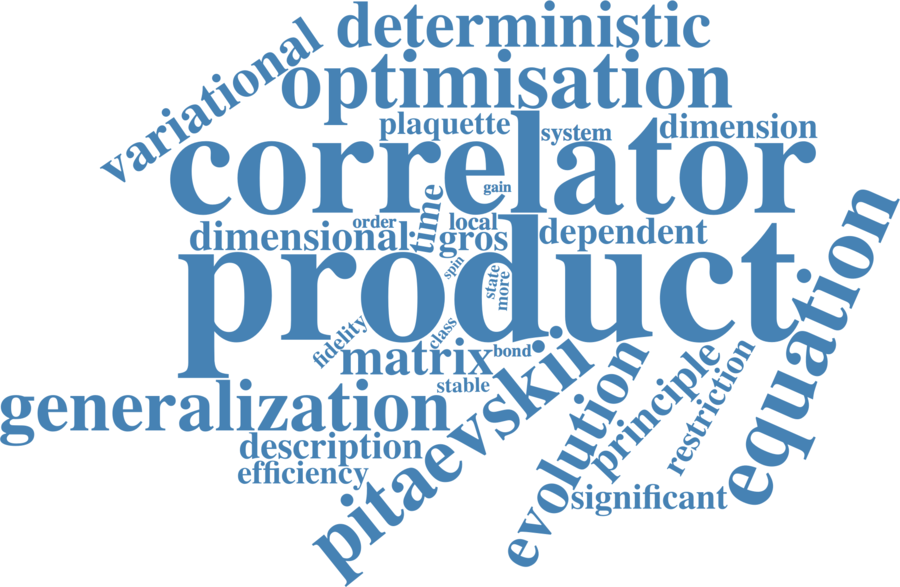 deterministic
variational
optimisation
plaquette
system
dimension
correlator
gain
time
order
local
dimensional
gros
dependent
spin
state
more
product
equation
fidelity
class
matrix
bond
stable
pitaevskii
evolution
principle
restriction
generalization
description
efficiency
significant